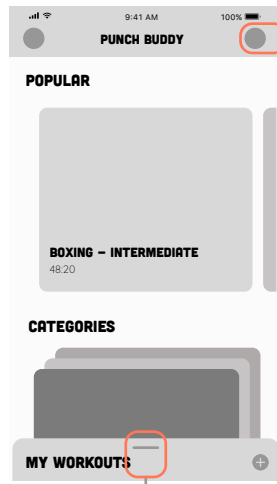 9:41 AM
100%
PUNCH BUDDY
POPULAR
BOXING – INTERMEDIATE
48:20
CATEGORIES
MY WORKOUTS